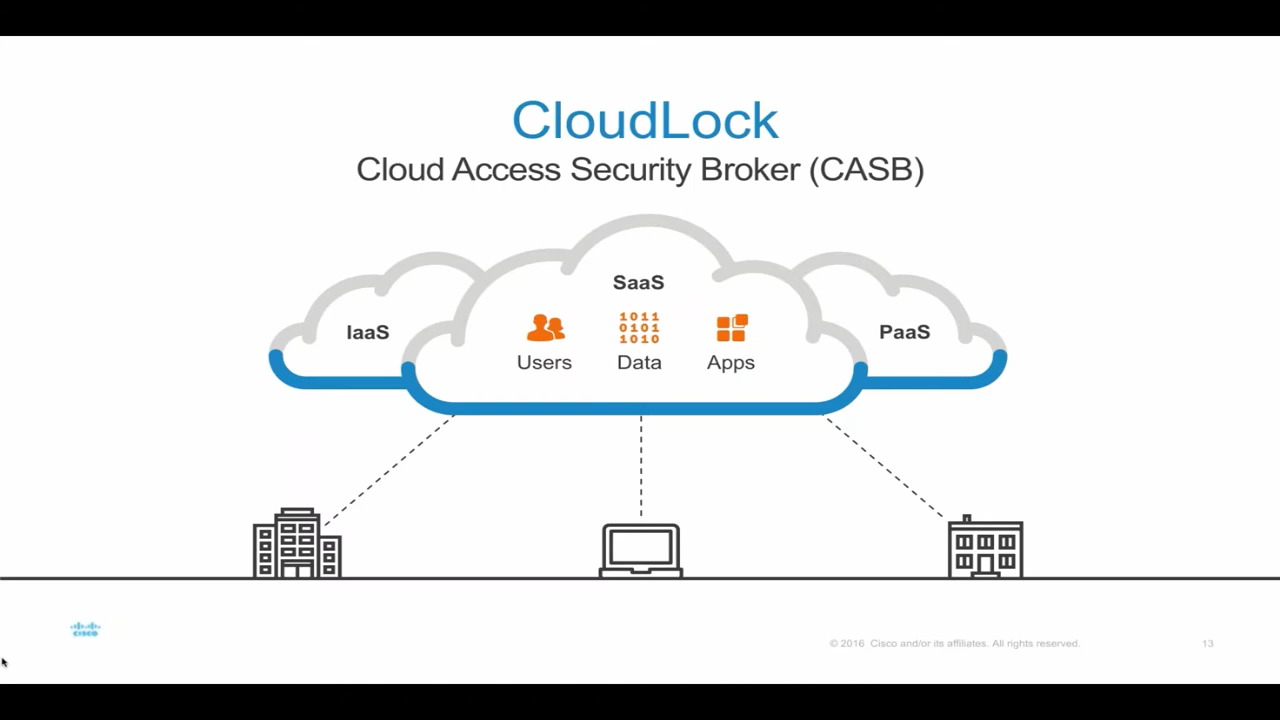 CloudLock
Cloud Access Security Broker (CASB)
SaaS
IaaS
1011
0101
1010
PaaS
Users
Data
Apps
CISCO
© 2016 Cisco and/or its affiliates. All rights reserved.
13